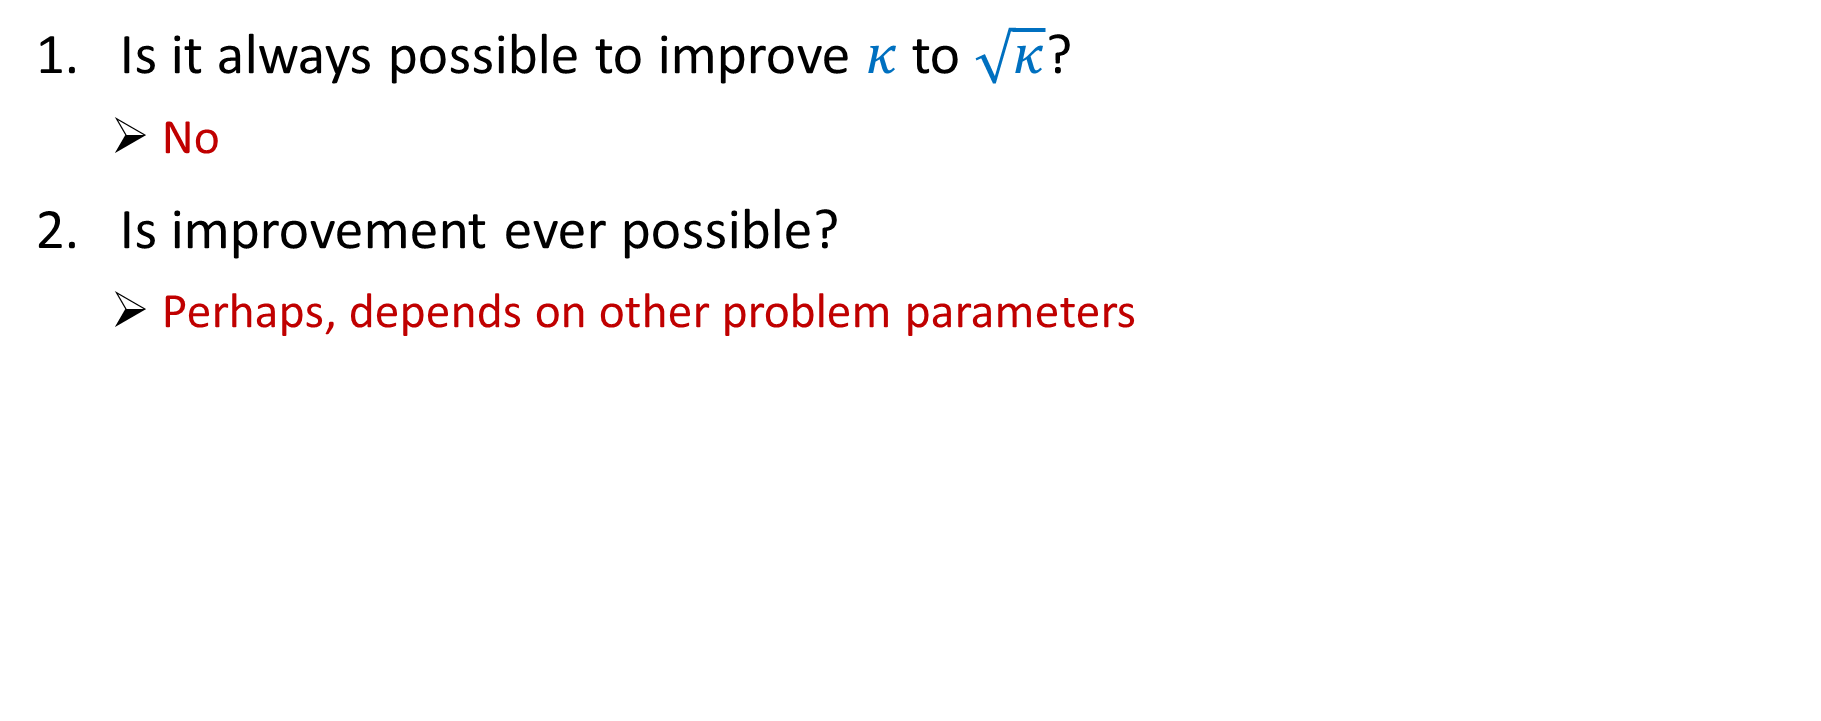 1. Is it always possible to improve κ to √κ?
➢ No
2. Is improvement ever possible?
➢ Perhaps, depends on other problem parameters